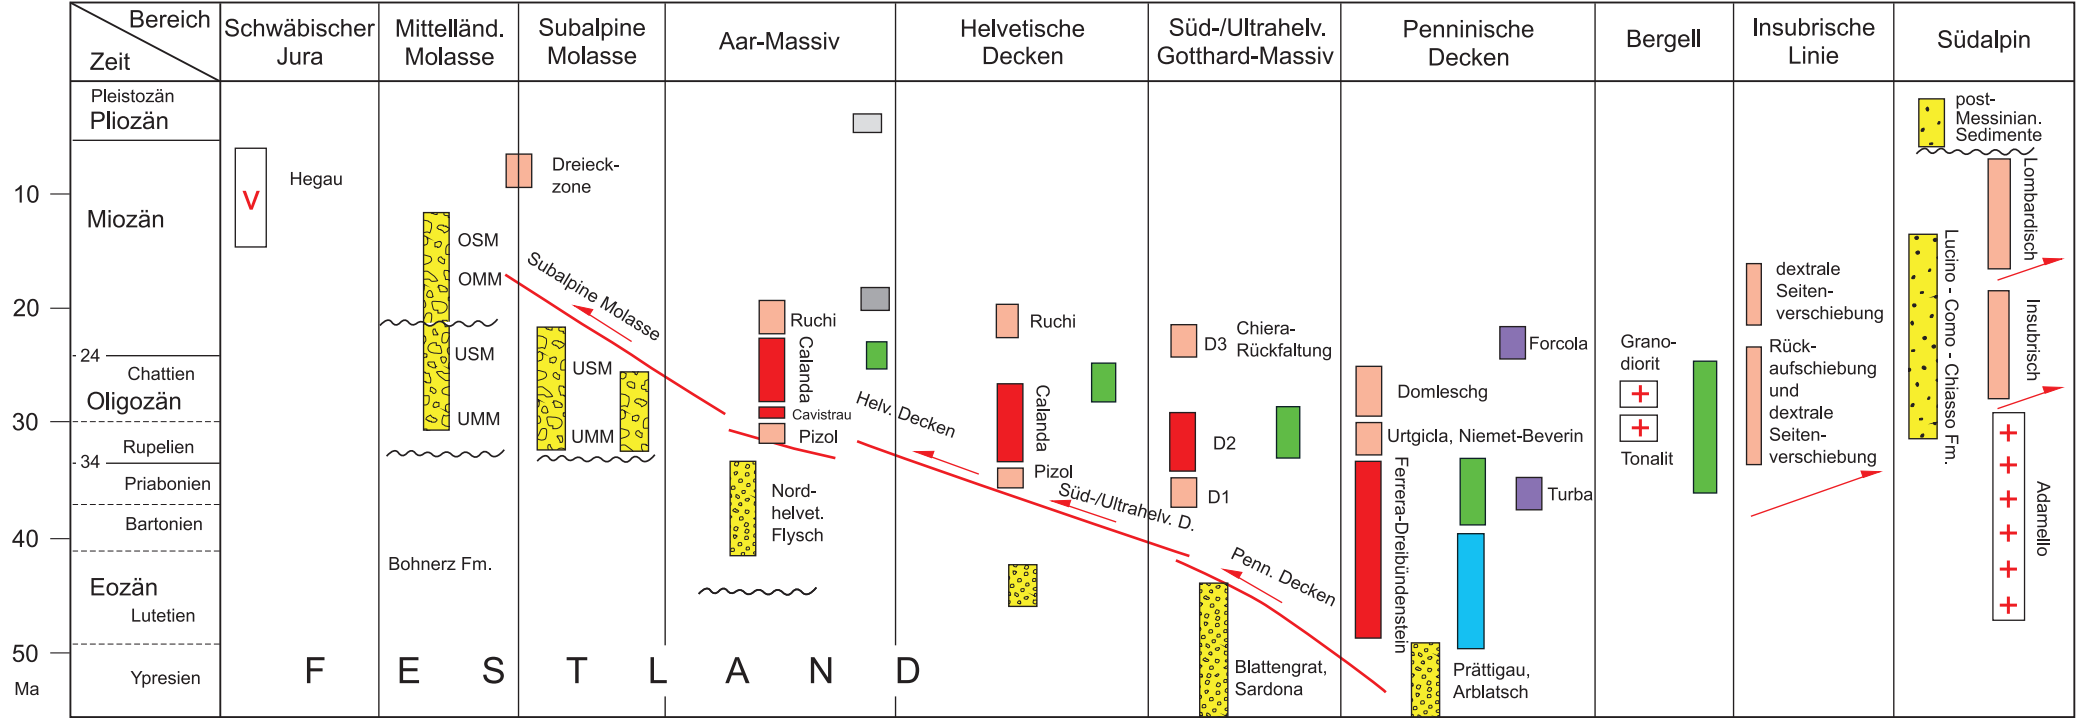 Bereich
Zeit
Schwäbischer
Jura
Mittelländ.
Molasse
Subalpine
Molasse
Aar-Massiv
Helvetische
Decken
Süd-/Ultrahelv.
Gotthard-Massiv
Penninische
Decken
Bergell
Insubrische
Linie
Südalpin
10
20
30
40
50
Ma
Pleistozän
Pliozän
Miozän
24
Chattien
Oligozän
Rupelien
34
Priabonien
Bartonien
Eozän
Lutetien
Ypresien
V
Hegau
OSM
OMM
USM
UMM
Bohnerz Fm.
Dreieck-
zone
Subalpine Molasse
USM
UMM
Ruchi
Calanda
Cavistrau
Pizol
Nord-
helvet.
Flysch
Helv. Decken
Ruchi
Calanda
Pizol
Süd-/Ultrahelv. D.
D3
Chiera-
Rückfaltung
D2
D1
Penn. Decken
Blattengrat,
Sardona
Domleschg
Urtgicla, Niemet-Beverin
Ferrera-Dreibündenstein
Forcola
Turba
Prättigau,
Arblatsch
Grano-
diorit
+
+
Tonalit
dextrale
Seiten-
verschiebung
Rück-
aufschiebung
und
dextrale
Seiten-
verschiebung
post-
Messinian.
Sedimente
Lombardisch
Lucino - Como - Chiasso Fm.
Insubrisch
Adamello
+
+
+
+
+
+
F E S T L A N D